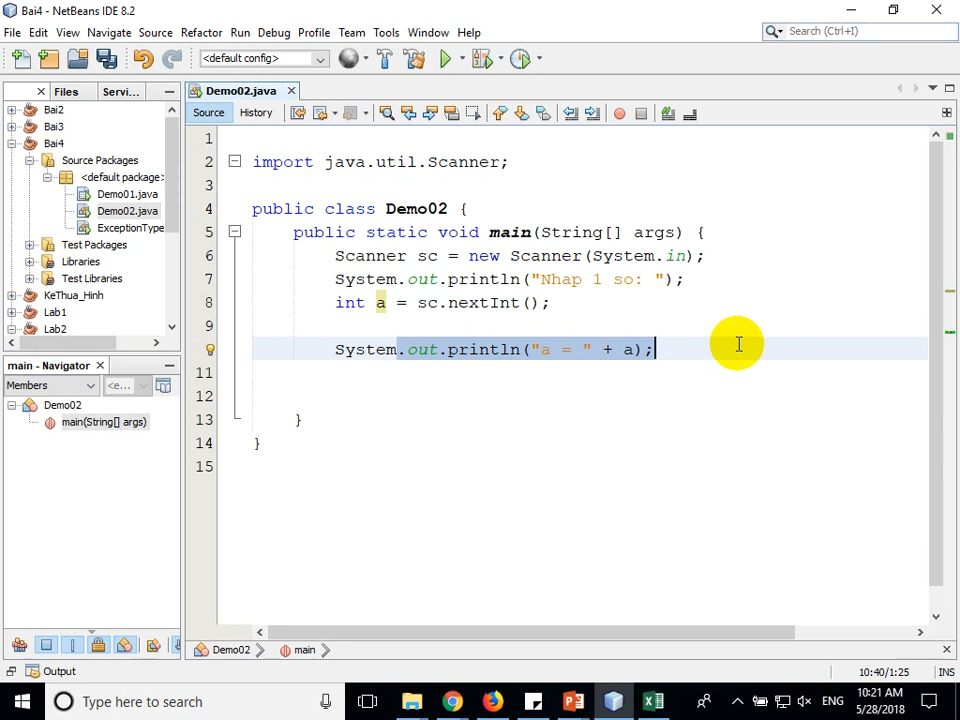 Bai4 - NetBeans IDE 8.2
File Edit View Navigate Source Refactor Run Debug Profile Team Tools Window Help
Search (Ctrl+I)
<default config>
Files Servi...
Demo02.java
Source History
Bai2
Bai3
Bai4
Source Packages
<default package>
Demo01.java
Demo02.java
ExceptionType
Test Packages
Libraries
Test Libraries
KeThua_Hinh
Lab1
Lab2
1
2 import java.util.Scanner;
3
4 public class Demo02 {
5 public static void main(String[] args) {
6 Scanner sc = new Scanner(System.in);
7 System.out.println("Nhap 1 so: ");
8 int a = sc.nextInt();
9
System.out.println("a = " + a);
11
12
13 }
14 }
15
main - Navigator
Members <e...
Demo02
main(String[] args)
Demo02 main
Output
10:40/1:25 INS
Type here to search
ENG
10:21 AM
5/28/2018